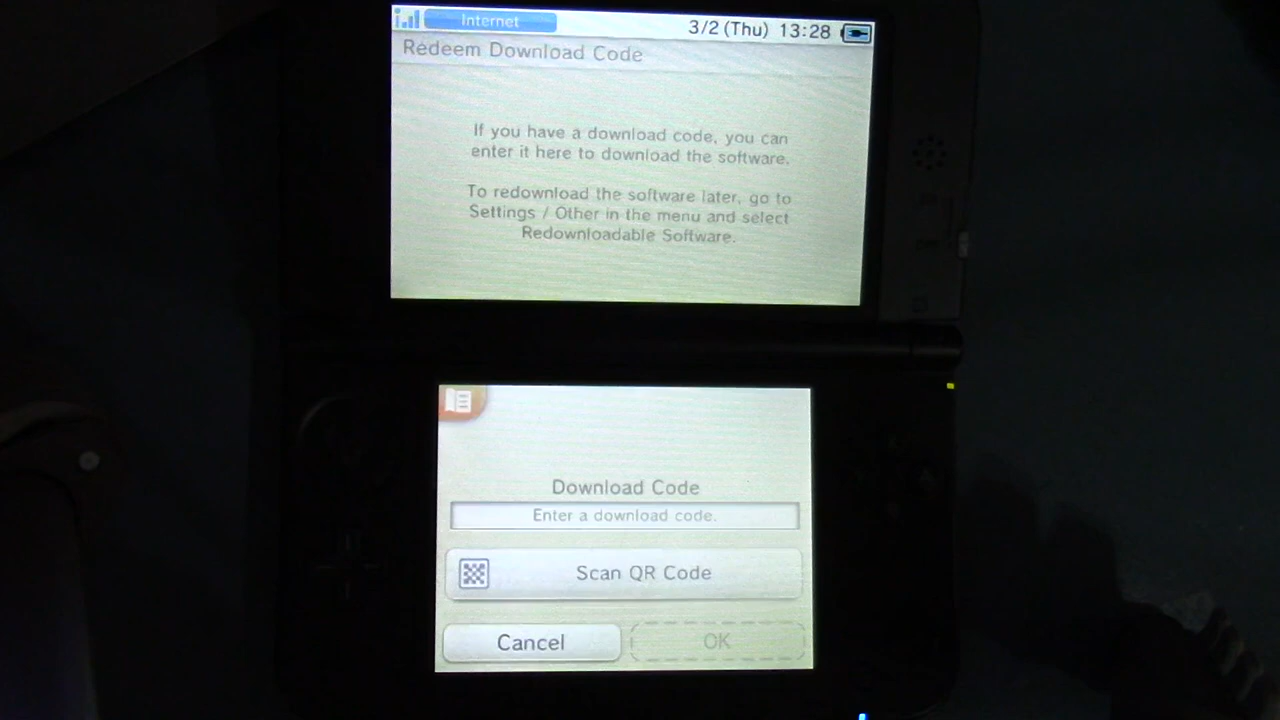 Internet
3/2 (Thu) 13:28
Redeem Download Code
If you have a download code, you can
enter it here to download the software.
To redownload the software later, go to
Settings / Other in the menu and select
Redownloadable Software.
Download Code
Enter a download code.
Scan QR Code
Cancel
OK